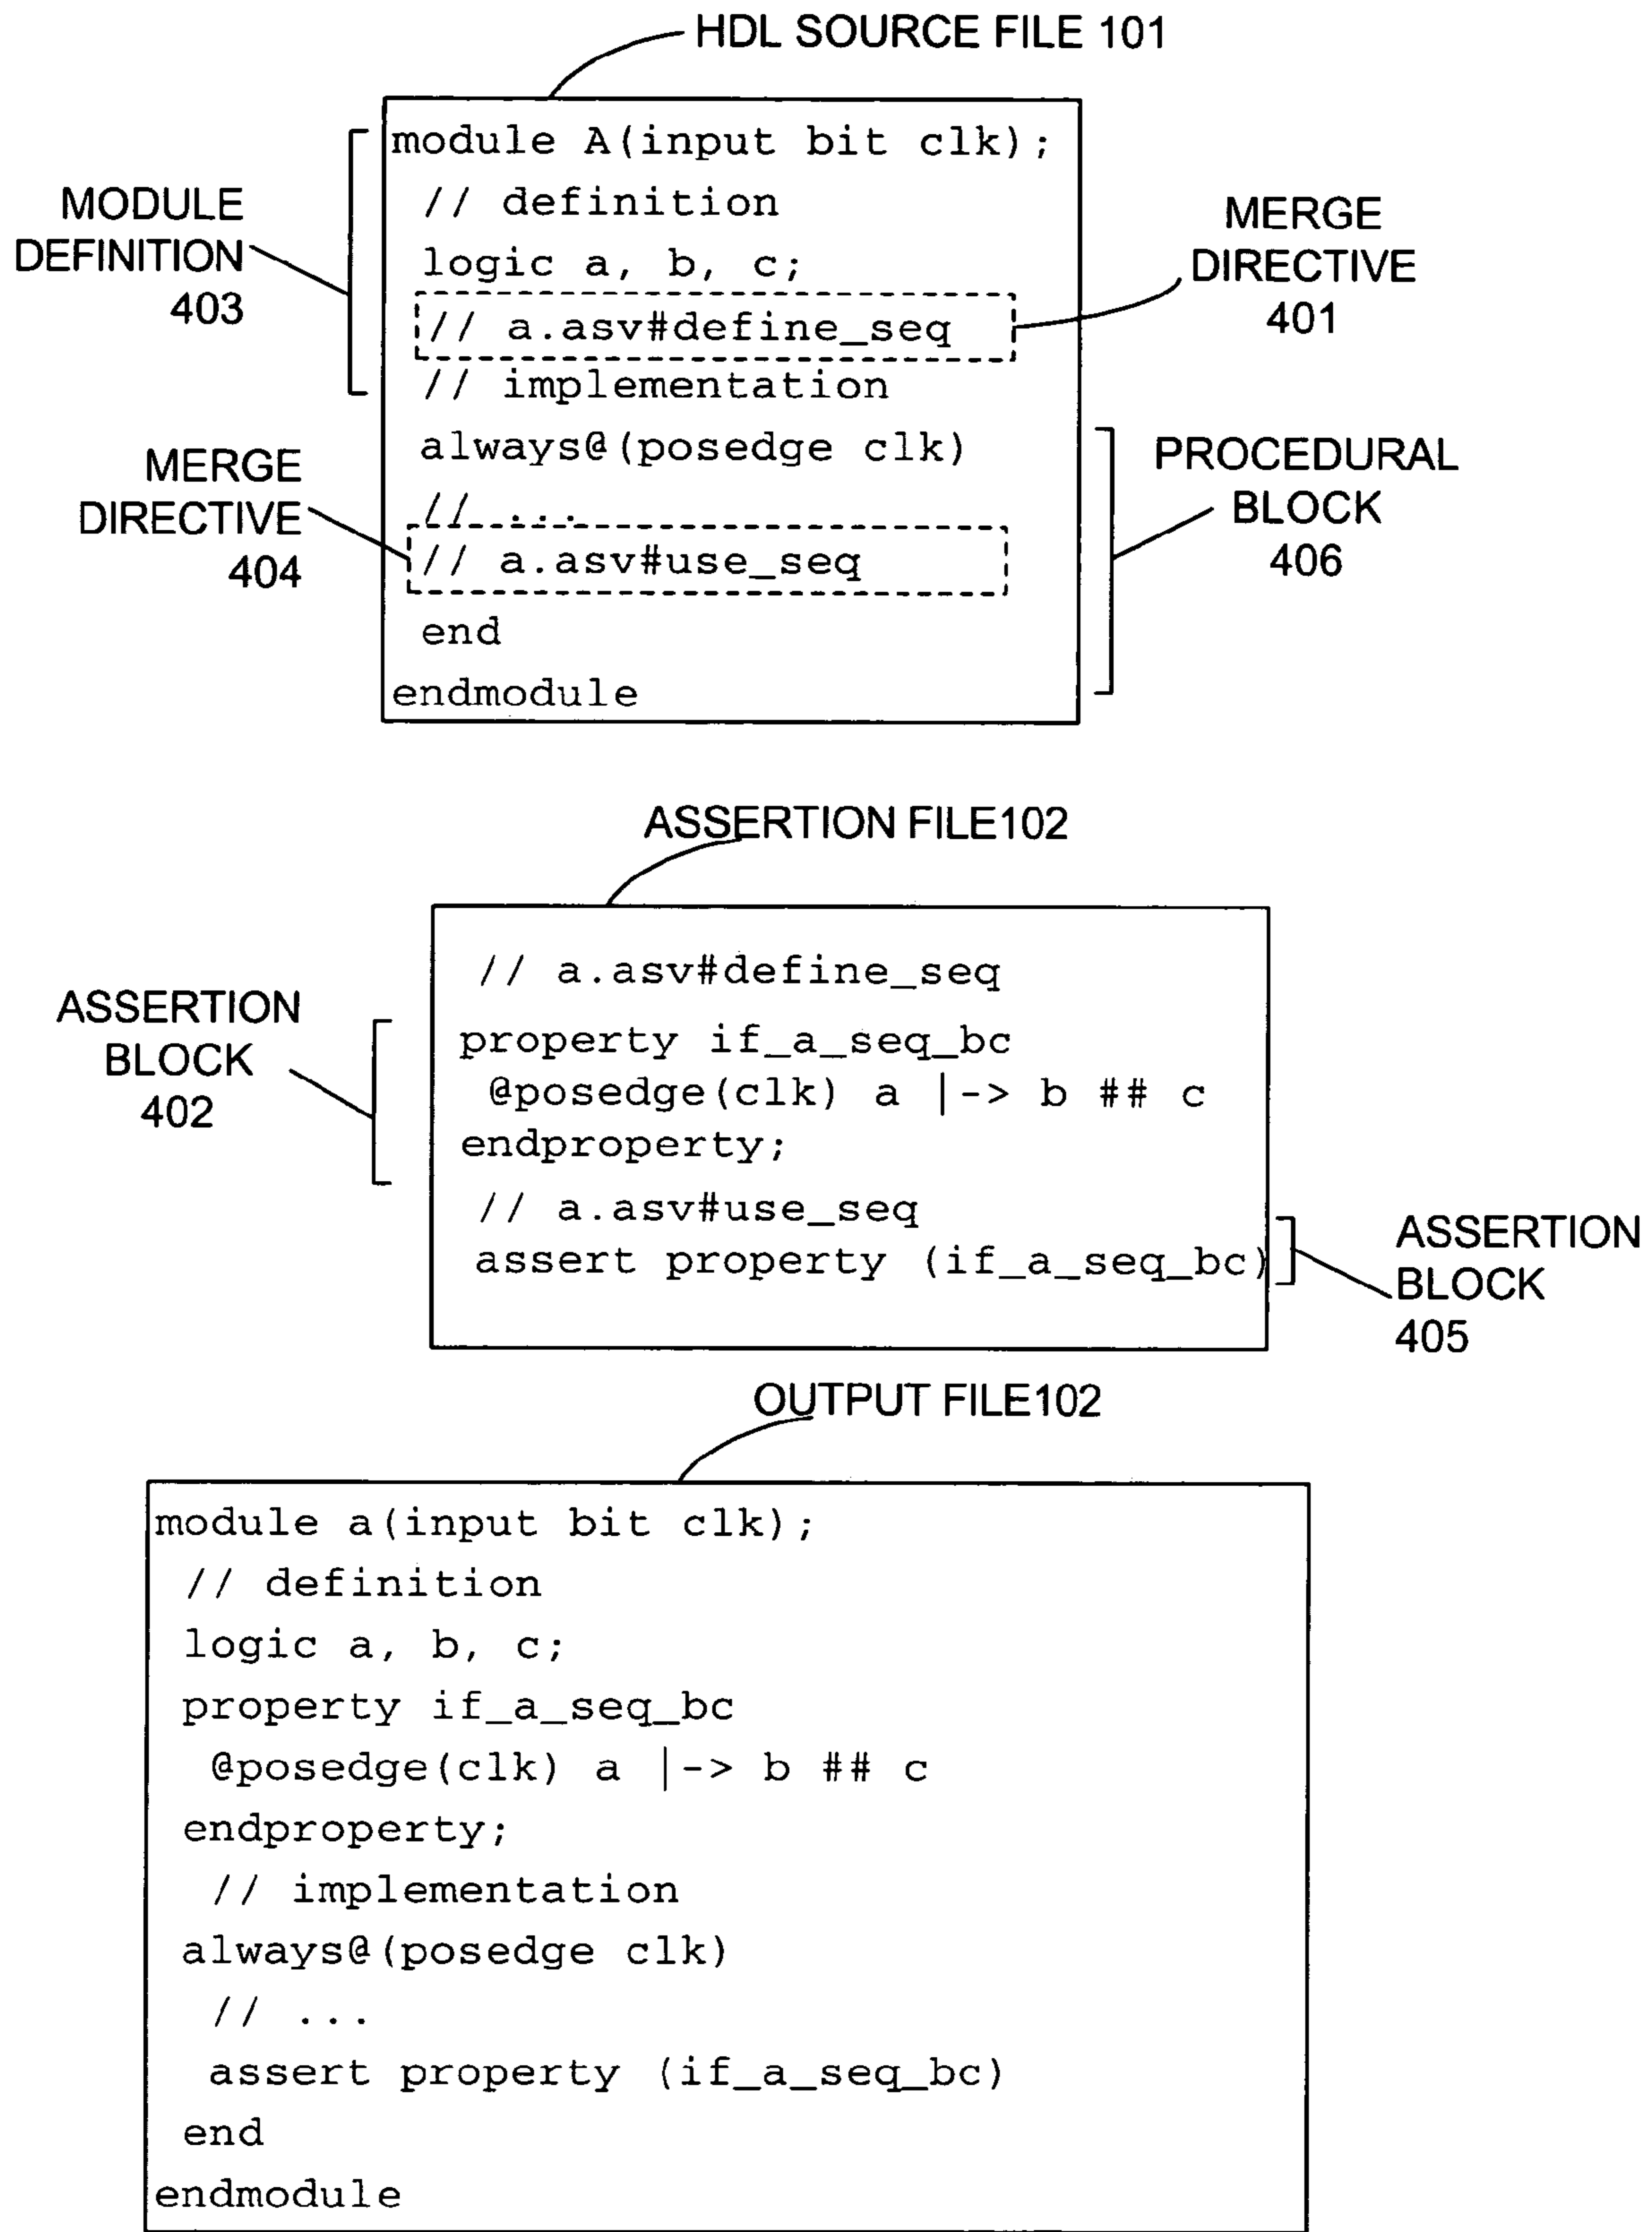 HDL SOURCE FILE 101
module A(input bit clk);
// definition
logic a, b, c;
// a.asv#define_seq
// implementation
always@(posedge clk)
// ...
// a.asv#use_seq
end
endmodule
MODULE
DEFINITION
403
MERGE
DIRECTIVE
401
MERGE
DIRECTIVE
404
PROCEDURAL
BLOCK
406
ASSERTION FILE102
// a.asv#define_seq
property if_a_seq_bc
@posedge(clk) a |-> b ## c
endproperty;
// a.asv#use_seq
assert property (if_a_seq_bc)
ASSERTION
BLOCK
402
ASSERTION
BLOCK
405
OUTPUT FILE102
module a(input bit clk);
// definition
logic a, b, c;
property if_a_seq_bc
@posedge(clk) a |-> b ## c
endproperty;
// implementation
always@(posedge clk)
// ...
assert property (if_a_seq_bc)
end
endmodule